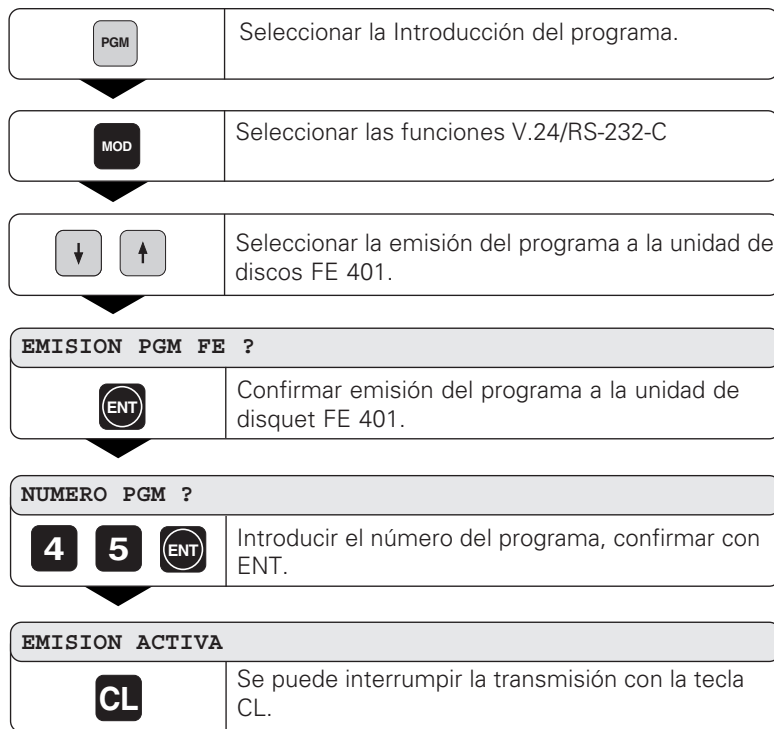 PGM
Seleccionar la Introducción del programa.
MOD
Seleccionar las funciones V.24/RS-232-C
Seleccionar la emisión del programa a la unidad de
discos FE 401.
EMISION PGM FE ?
ENT
Confirmar emisión del programa a la unidad de
disquet FE 401.
NUMERO PGM ?
4 5 ENT
Introducir el número del programa, confirmar con
ENT.
EMISION ACTIVA
CL
Se puede interrumpir la transmisión con la tecla
CL.